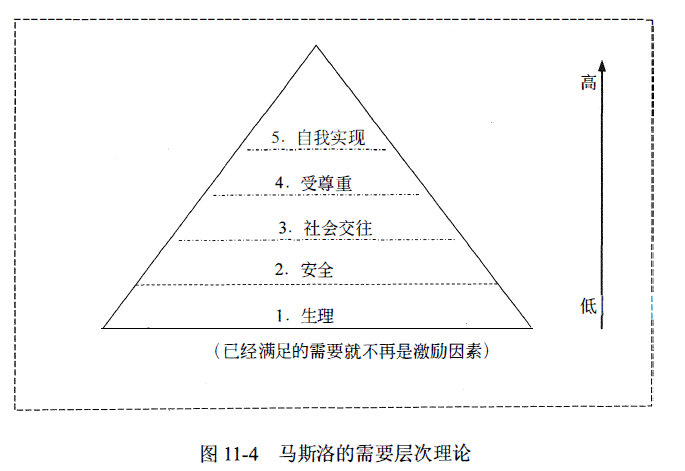 高
5．自我实现
4．受尊重
3．社会交往
2．安全
1．生理
低
（已经满足的需要就不再是激励因素）
图 11-4　马斯洛的需要层次理论